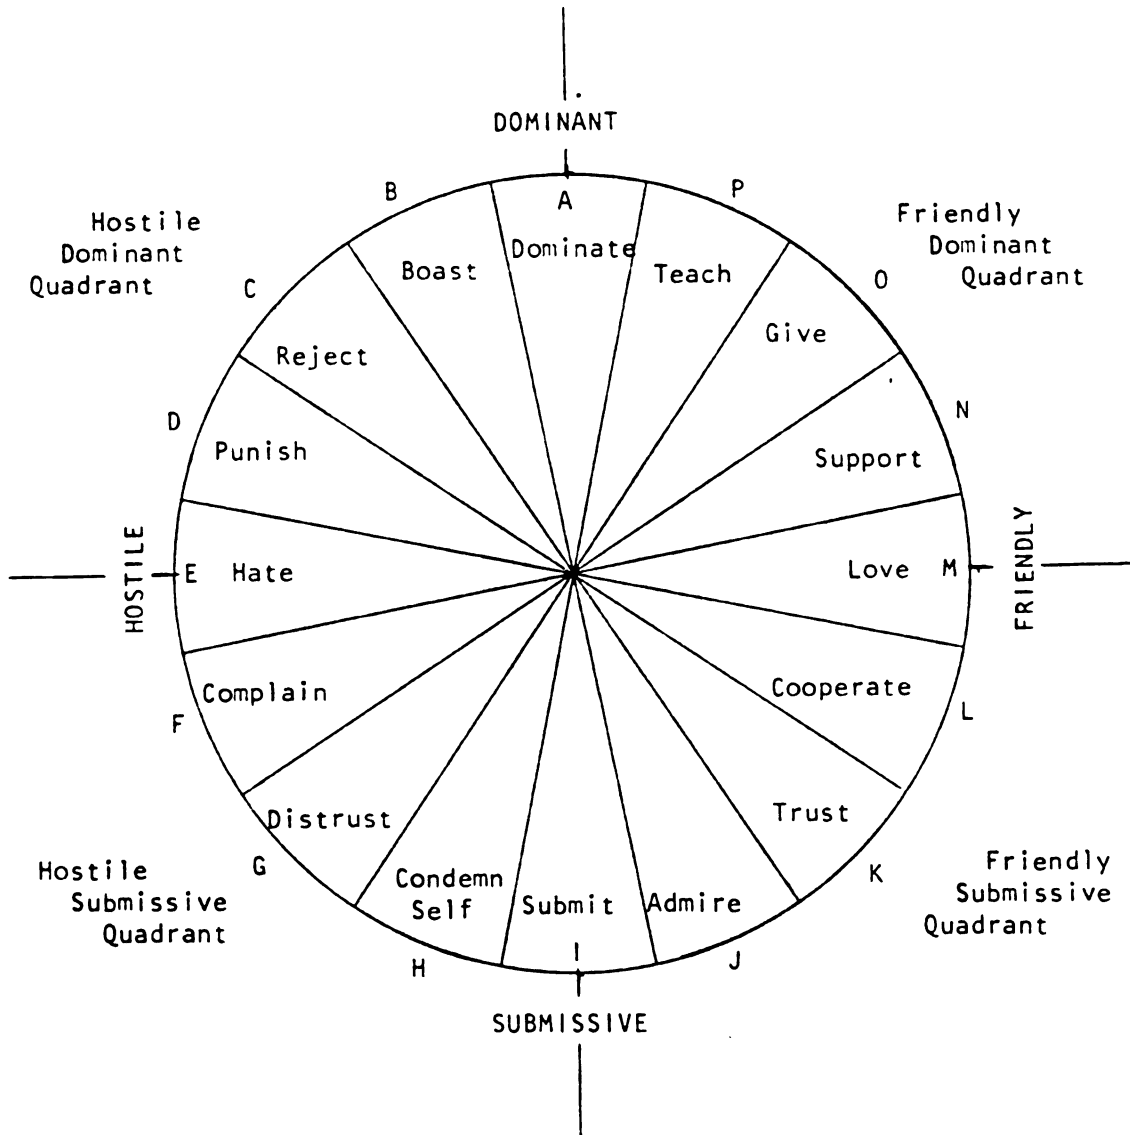 DOMINANT
B
A
P
Hostile
Dominant
Quadrant
Friendly
Dominant
Quadrant
C
O
Boast
Dominate
Teach
Reject
Give
D
N
Punish
Support
HOSTILE
E
Hate
Love
M
FRIENDLY
Complain
Cooperate
F
L
Distrust
Trust
G
K
Hostile
Submissive
Quadrant
Friendly
Submissive
Quadrant
Condemn
Self
Submit
Admire
H
I
J
SUBMISSIVE